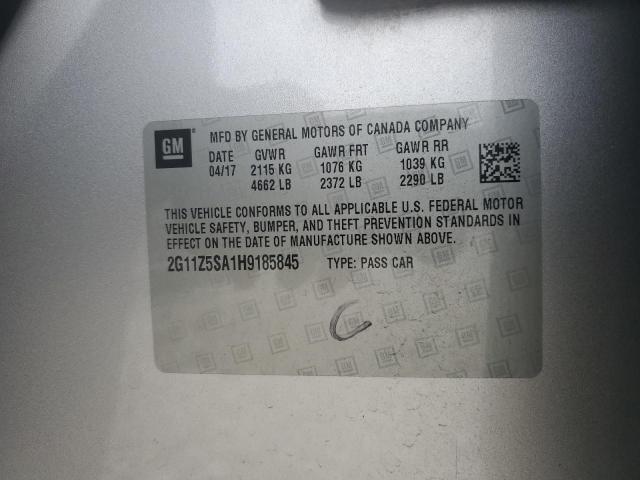 GM
MFD BY GENERAL MOTORS OF CANADA COMPANY
DATE GVWR GAWR FRT GAWR RR
04/17 2115 KG 1076 KG 1039 KG
4662 LB 2372 LB 2290 LB
THIS VEHICLE CONFORMS TO ALL APPLICABLE U.S. FEDERAL MOTOR
VEHICLE SAFETY, BUMPER, AND THEFT PREVENTION STANDARDS IN
EFFECT ON THE DATE OF MANUFACTURE SHOWN ABOVE.
2G11Z5SA1H9185845 TYPE: PASS CAR
C